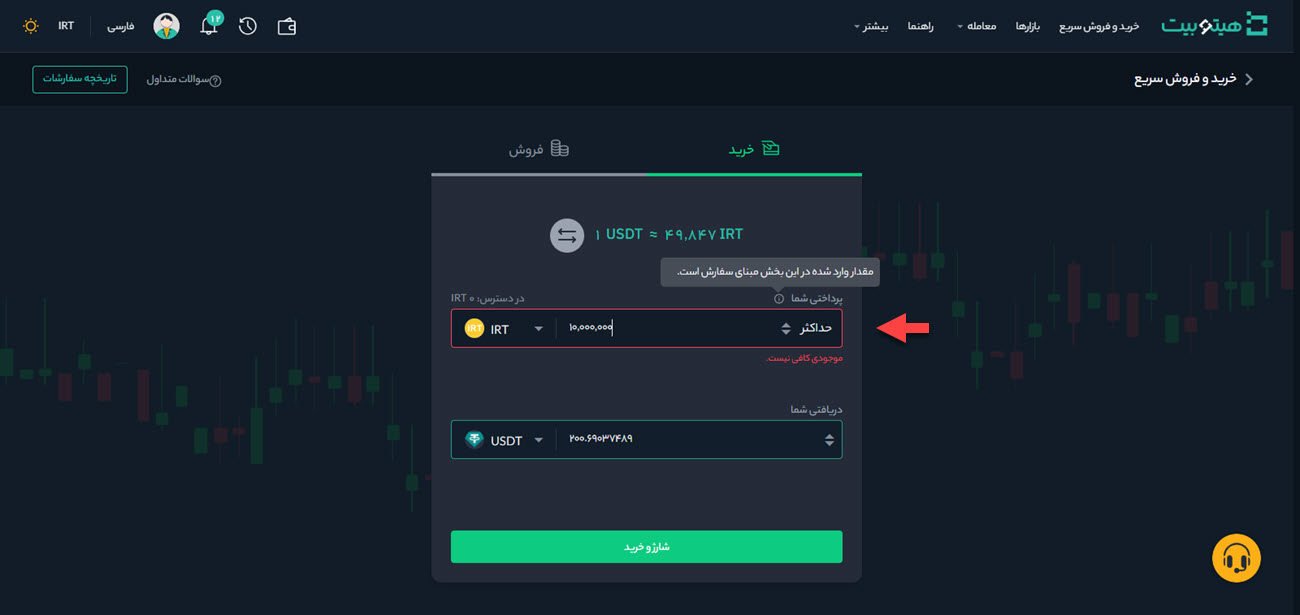 هیتوبیت
خرید و فروش سریع
بازارها
معامله
راهنما
بیشتر
۱۲
فارسی
IRT
خرید و فروش سریع
سوالات متداول
تاریخچه سفارشات
خرید
فروش
۱ USDT ≈ ۴۹,۸۴۷ IRT
مقدار وارد شده در این بخش مبنای سفارش است.
پرداختی شما
در دسترس: ۰ IRT
حداکثر
۱۰,۰۰۰,۰۰۰
IRT
IRT
موجودی کافی نیست.
دریافتی شما
۲۰۰.۶۹۰۳۷۴۸۹
USDT
شارژ و خرید